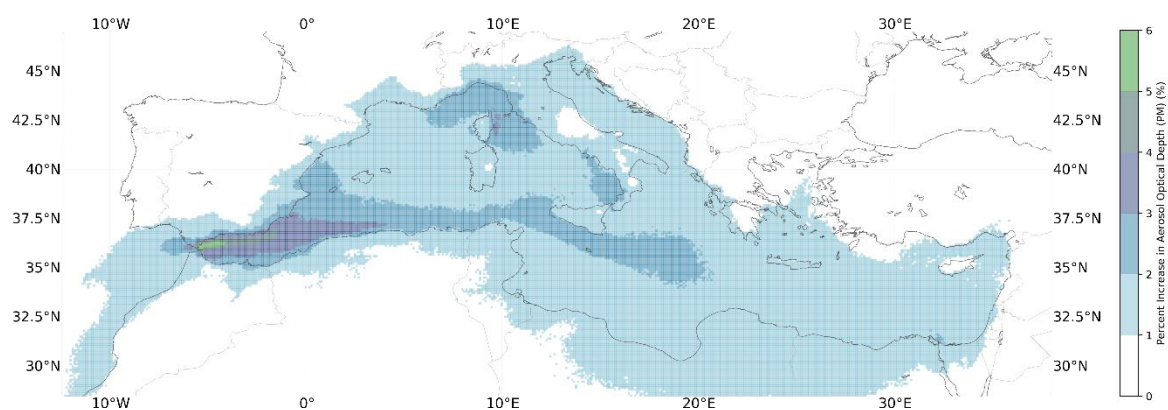 10°W 0° 10°E 20°E 30°E
45°N 45°N
42.5°N 42.5°N
40°N 40°N
37.5°N 37.5°N
35°N 35°N
32.5°N 32.5°N
30°N 30°N
10°W 0° 10°E 20°E 30°E
6
5
4
3
2
1
0
Percent Increase in Aerosol Optical Depth (PM) (%)